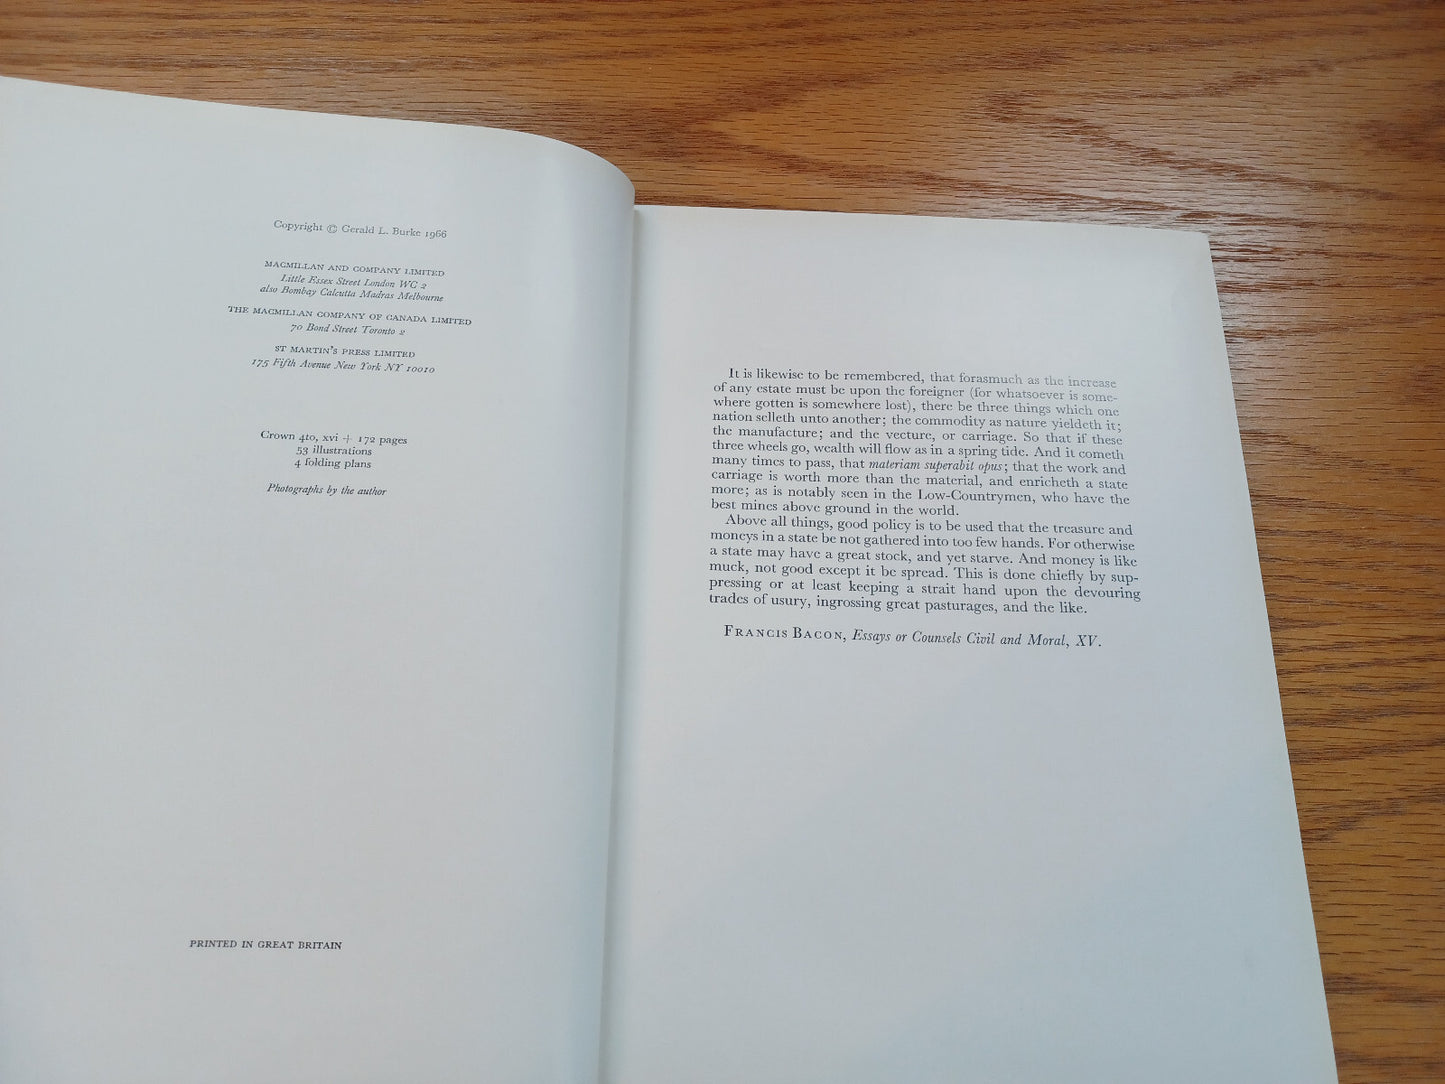 Copyright © Gerald L. Burke 1966
MACMILLAN AND COMPANY LIMITED
Little Essex Street London WC 2
also Bombay Calcutta Madras Melbourne
THE MACMILLAN COMPANY OF CANADA LIMITED
70 Bond Street Toronto 2
ST MARTIN'S PRESS LIMITED
175 Fifth Avenue New York NY 10010
Crown 4to, xvi + 172 pages
53 illustrations
4 folding plans
Photographs by the author
PRINTED IN GREAT BRITAIN
It is likewise to be remembered, that forasmuch as the increase
of any estate must be upon the foreigner (for whatsoever is some-
where gotten is somewhere lost), there be three things which one
nation selleth unto another; the commodity as nature yieldeth it;
the manufacture; and the vecture, or carriage. So that if these
three wheels go, wealth will flow as in a spring tide. And it cometh
many times to pass, that materiam superabit opus; that the work and
carriage is worth more than the material, and enricheth a state
more; as is notably seen in the Low-Countrymen, who have the
best mines above ground in the world.
Above all things, good policy is to be used that the treasure and
moneys in a state be not gathered into too few hands. For otherwise
a state may have a great stock, and yet starve. And money is like
muck, not good except it be spread. This is done chiefly by sup-
pressing or at least keeping a strait hand upon the devouring
trades of usury, ingrossing great pasturages, and the like.
FRANCIS BACON, Essays or Counsels Civil and Moral, XV.